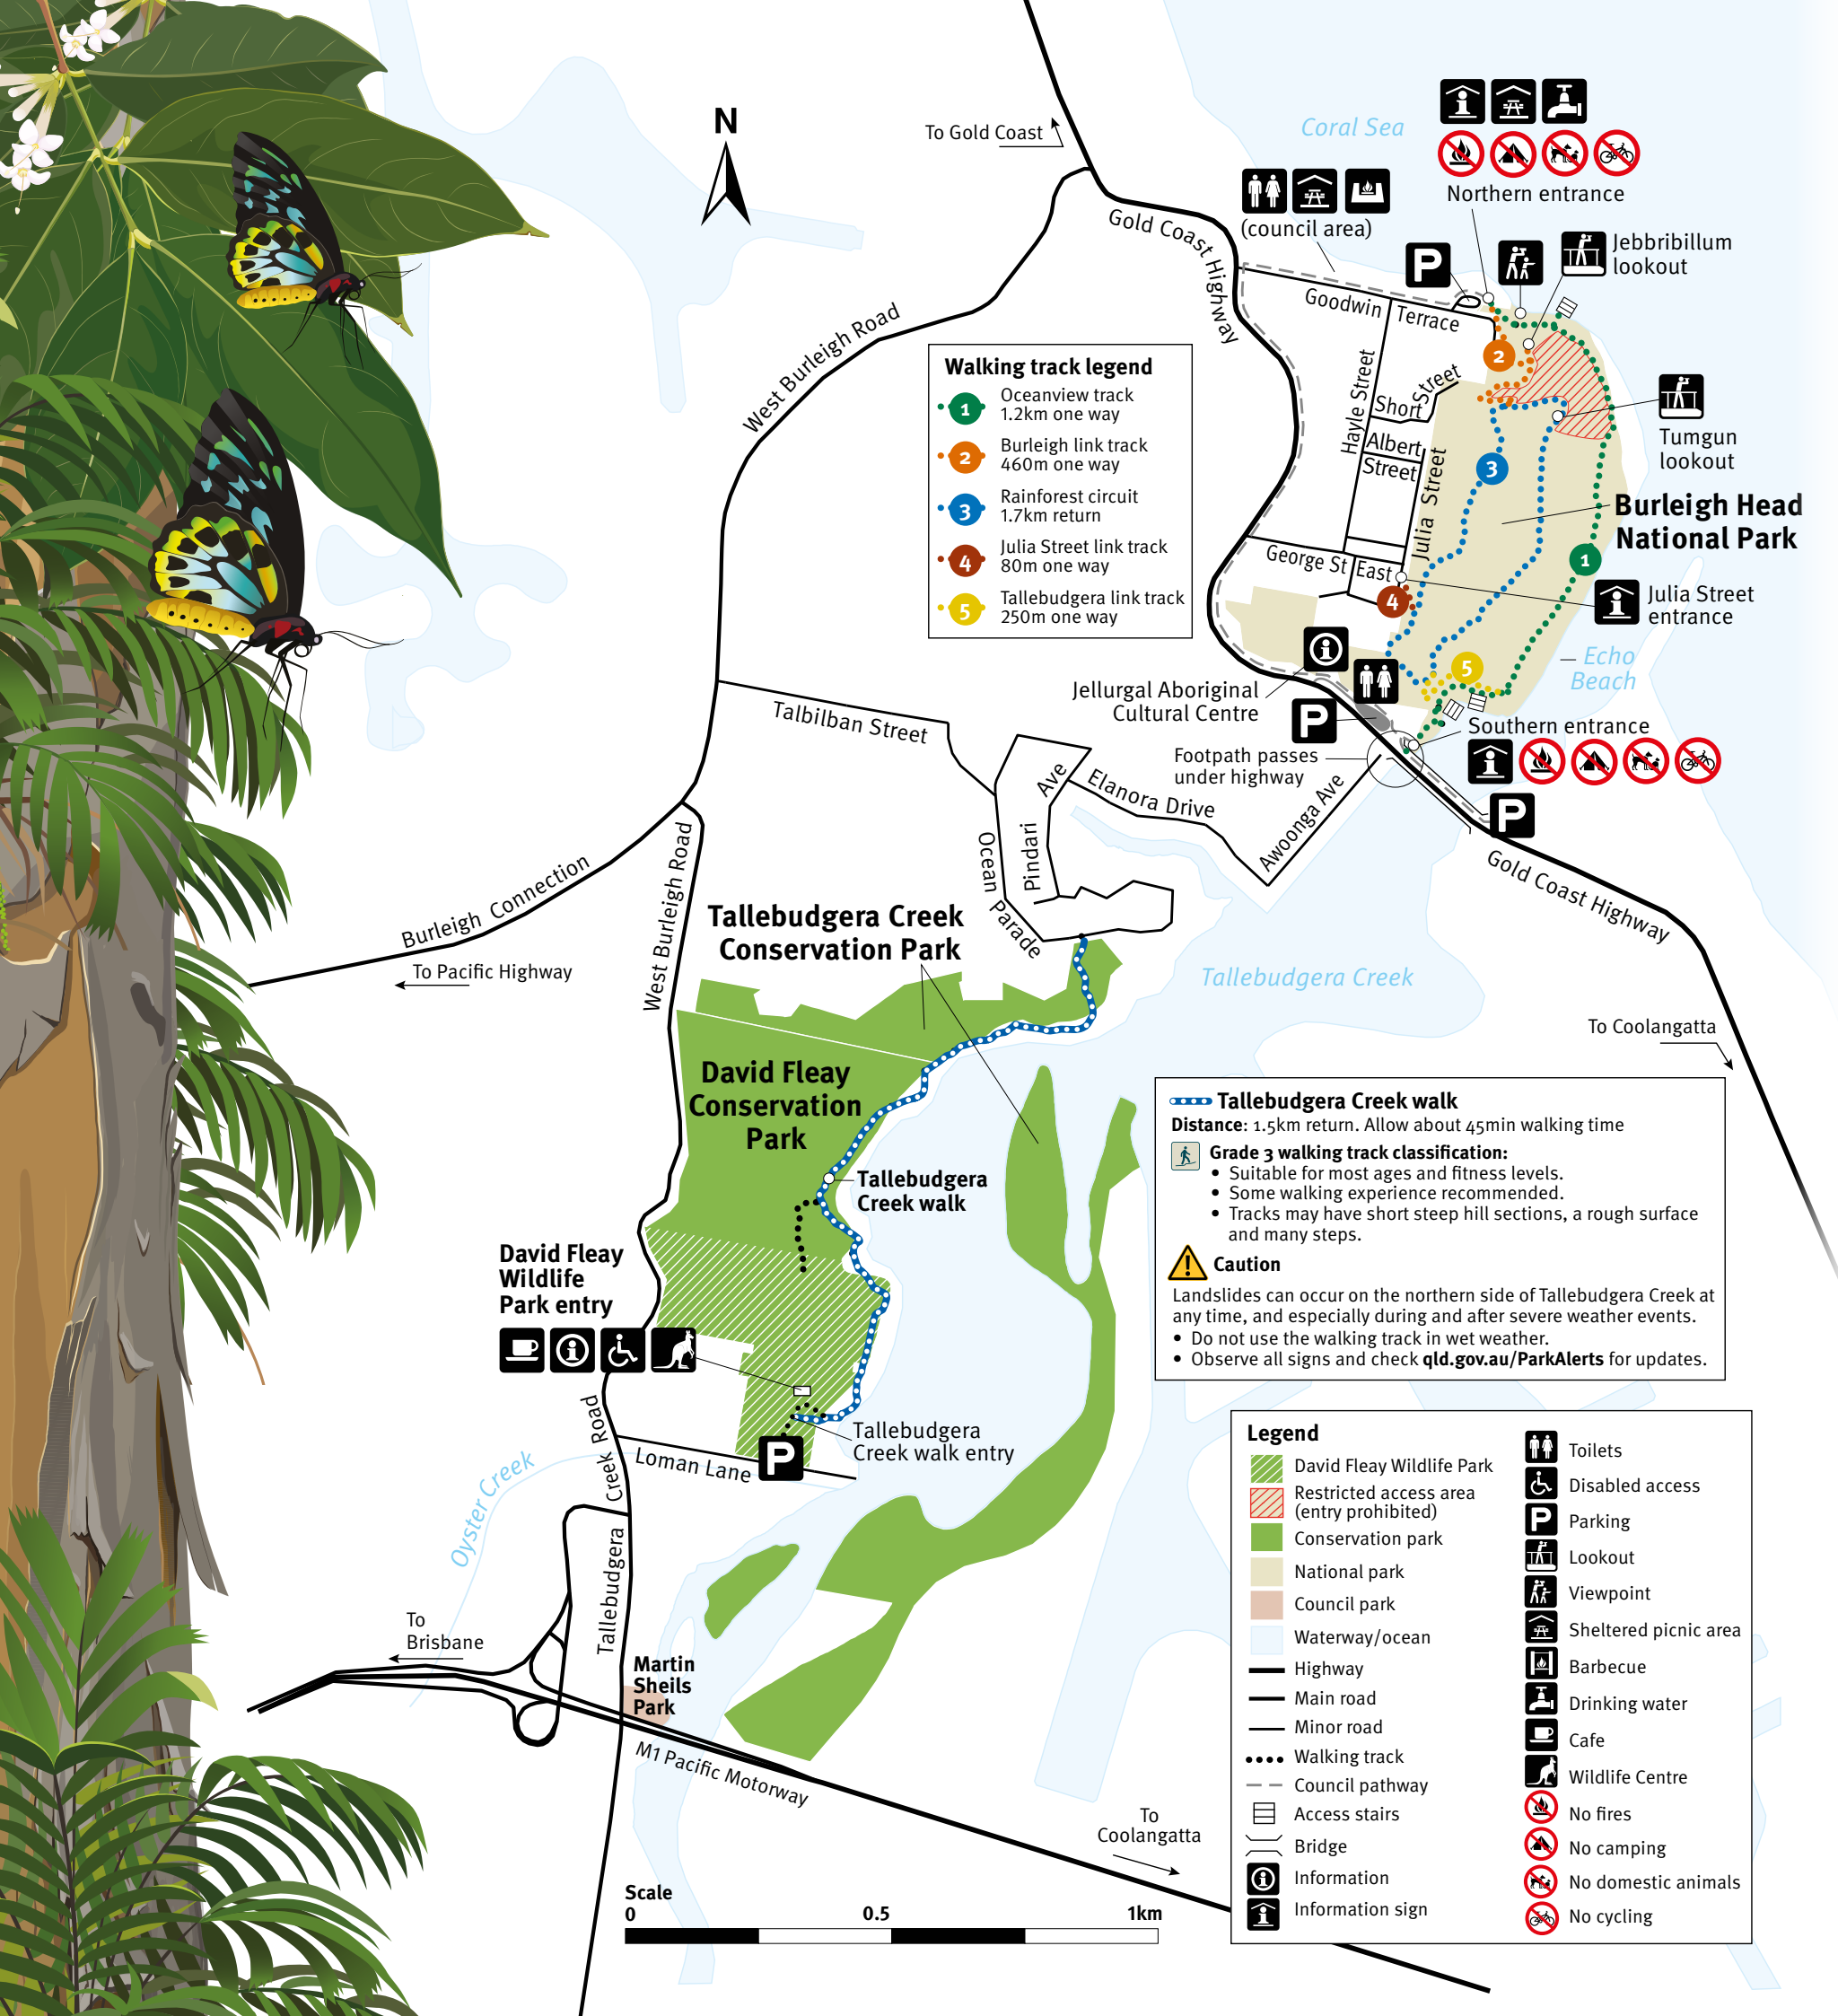 N
To Gold Coast
Coral Sea
Northern entrance
(council area)
P
Jebbribillum
lookout
Gold Coast Highway
Goodwin Terrace
West Burleigh Road
Walking track legend
1 Oceanview track
1.2km one way
2 Burleigh link track
460m one way
3 Rainforest circuit
1.7km return
4 Julia Street link track
80m one way
5 Tallebudgera link track
250m one way
2
Hayle Street
Short Street
Albert
Street
Julia Street
Tumgun
lookout
3
Burleigh Head
National Park
1
George St East
4
Julia Street
entrance
Echo
Beach
5
Jellurgal Aboriginal
Cultural Centre
P
Southern entrance
Footpath passes
under highway
P
Talbilban Street
Ocean Parade
Pindari Ave
Elanora Drive
Awoonga Ave
Gold Coast Highway
Burleigh Connection
To Pacific Highway
West Burleigh Road
Tallebudgera Creek
Conservation Park
Tallebudgera Creek
To Coolangatta
David Fleay
Conservation
Park
Tallebudgera
Creek walk
David Fleay
Wildlife
Park entry
Tallebudgera Creek walk
Distance: 1.5km return. Allow about 45min walking time
Grade 3 walking track classification:
• Suitable for most ages and fitness levels.
• Some walking experience recommended.
• Tracks may have short steep hill sections, a rough surface
and many steps.
Caution
Landslides can occur on the northern side of Tallebudgera Creek at
any time, and especially during and after severe weather events.
• Do not use the walking track in wet weather.
• Observe all signs and check qld.gov.au/ParkAlerts for updates.
Tallebudgera
Creek walk entry
P
Loman Lane
Tallebudgera Creek Road
Oyster Creek
To
Brisbane
Martin
Sheils
Park
M1 Pacific Motorway
To
Coolangatta
Scale
0 0.5 1km
Legend
David Fleay Wildlife Park
Restricted access area
(entry prohibited)
Conservation park
National park
Council park
Waterway/ocean
Highway
Main road
Minor road
Walking track
Council pathway
Access stairs
Bridge
Information
Information sign
Toilets
Disabled access
P Parking
Lookout
Viewpoint
Sheltered picnic area
Barbecue
Drinking water
Cafe
Wildlife Centre
No fires
No camping
No domestic animals
No cycling